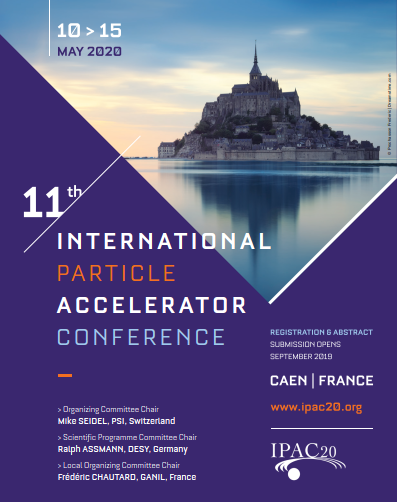 10 > 15
MAY 2020
11th
INTERNATIONAL
PARTICLE
ACCELERATOR
CONFERENCE
REGISTRATION & ABSTRACT
SUBMISSION OPENS
SEPTEMBER 2019
CAEN | FRANCE
www.ipac20.org
> Organizing Committee Chair
Mike SEIDEL, PSI, Switzerland
> Scientific Programme Committee Chair
Ralph ASSMANN, DESY, Germany
> Local Organizing Committee Chair
Frédéric CHAUTARD, GANIL, France
IPAC20